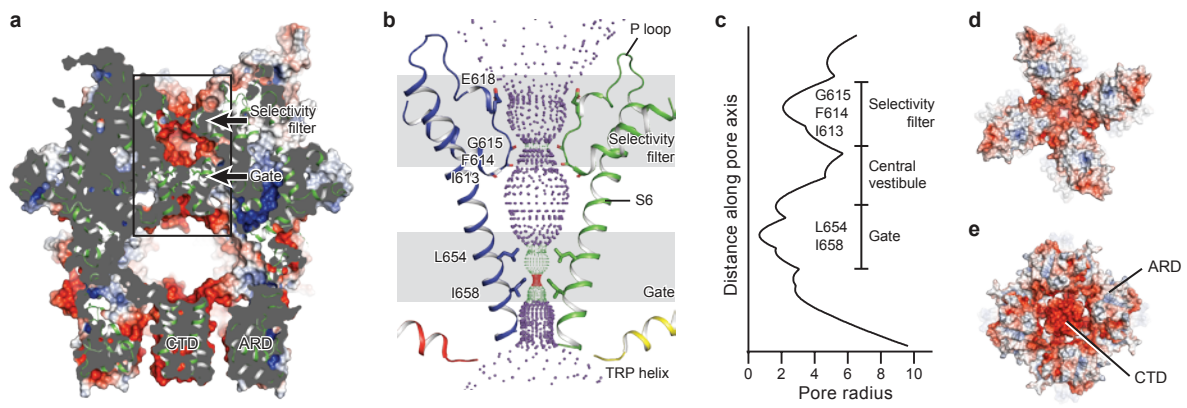 a
Selectivity
filter
Gate
CTD
ARD
b
P loop
E618
G615
F614
I613
Selectivity
filter
S6
L654
I658
Gate
TRP helix
c
Distance along pore axis
G615
F614
I613
Selectivity
filter
Central
vestibule
L654
I658
Gate
0 2 4 6 8 10
Pore radius
d
e
ARD
CTD